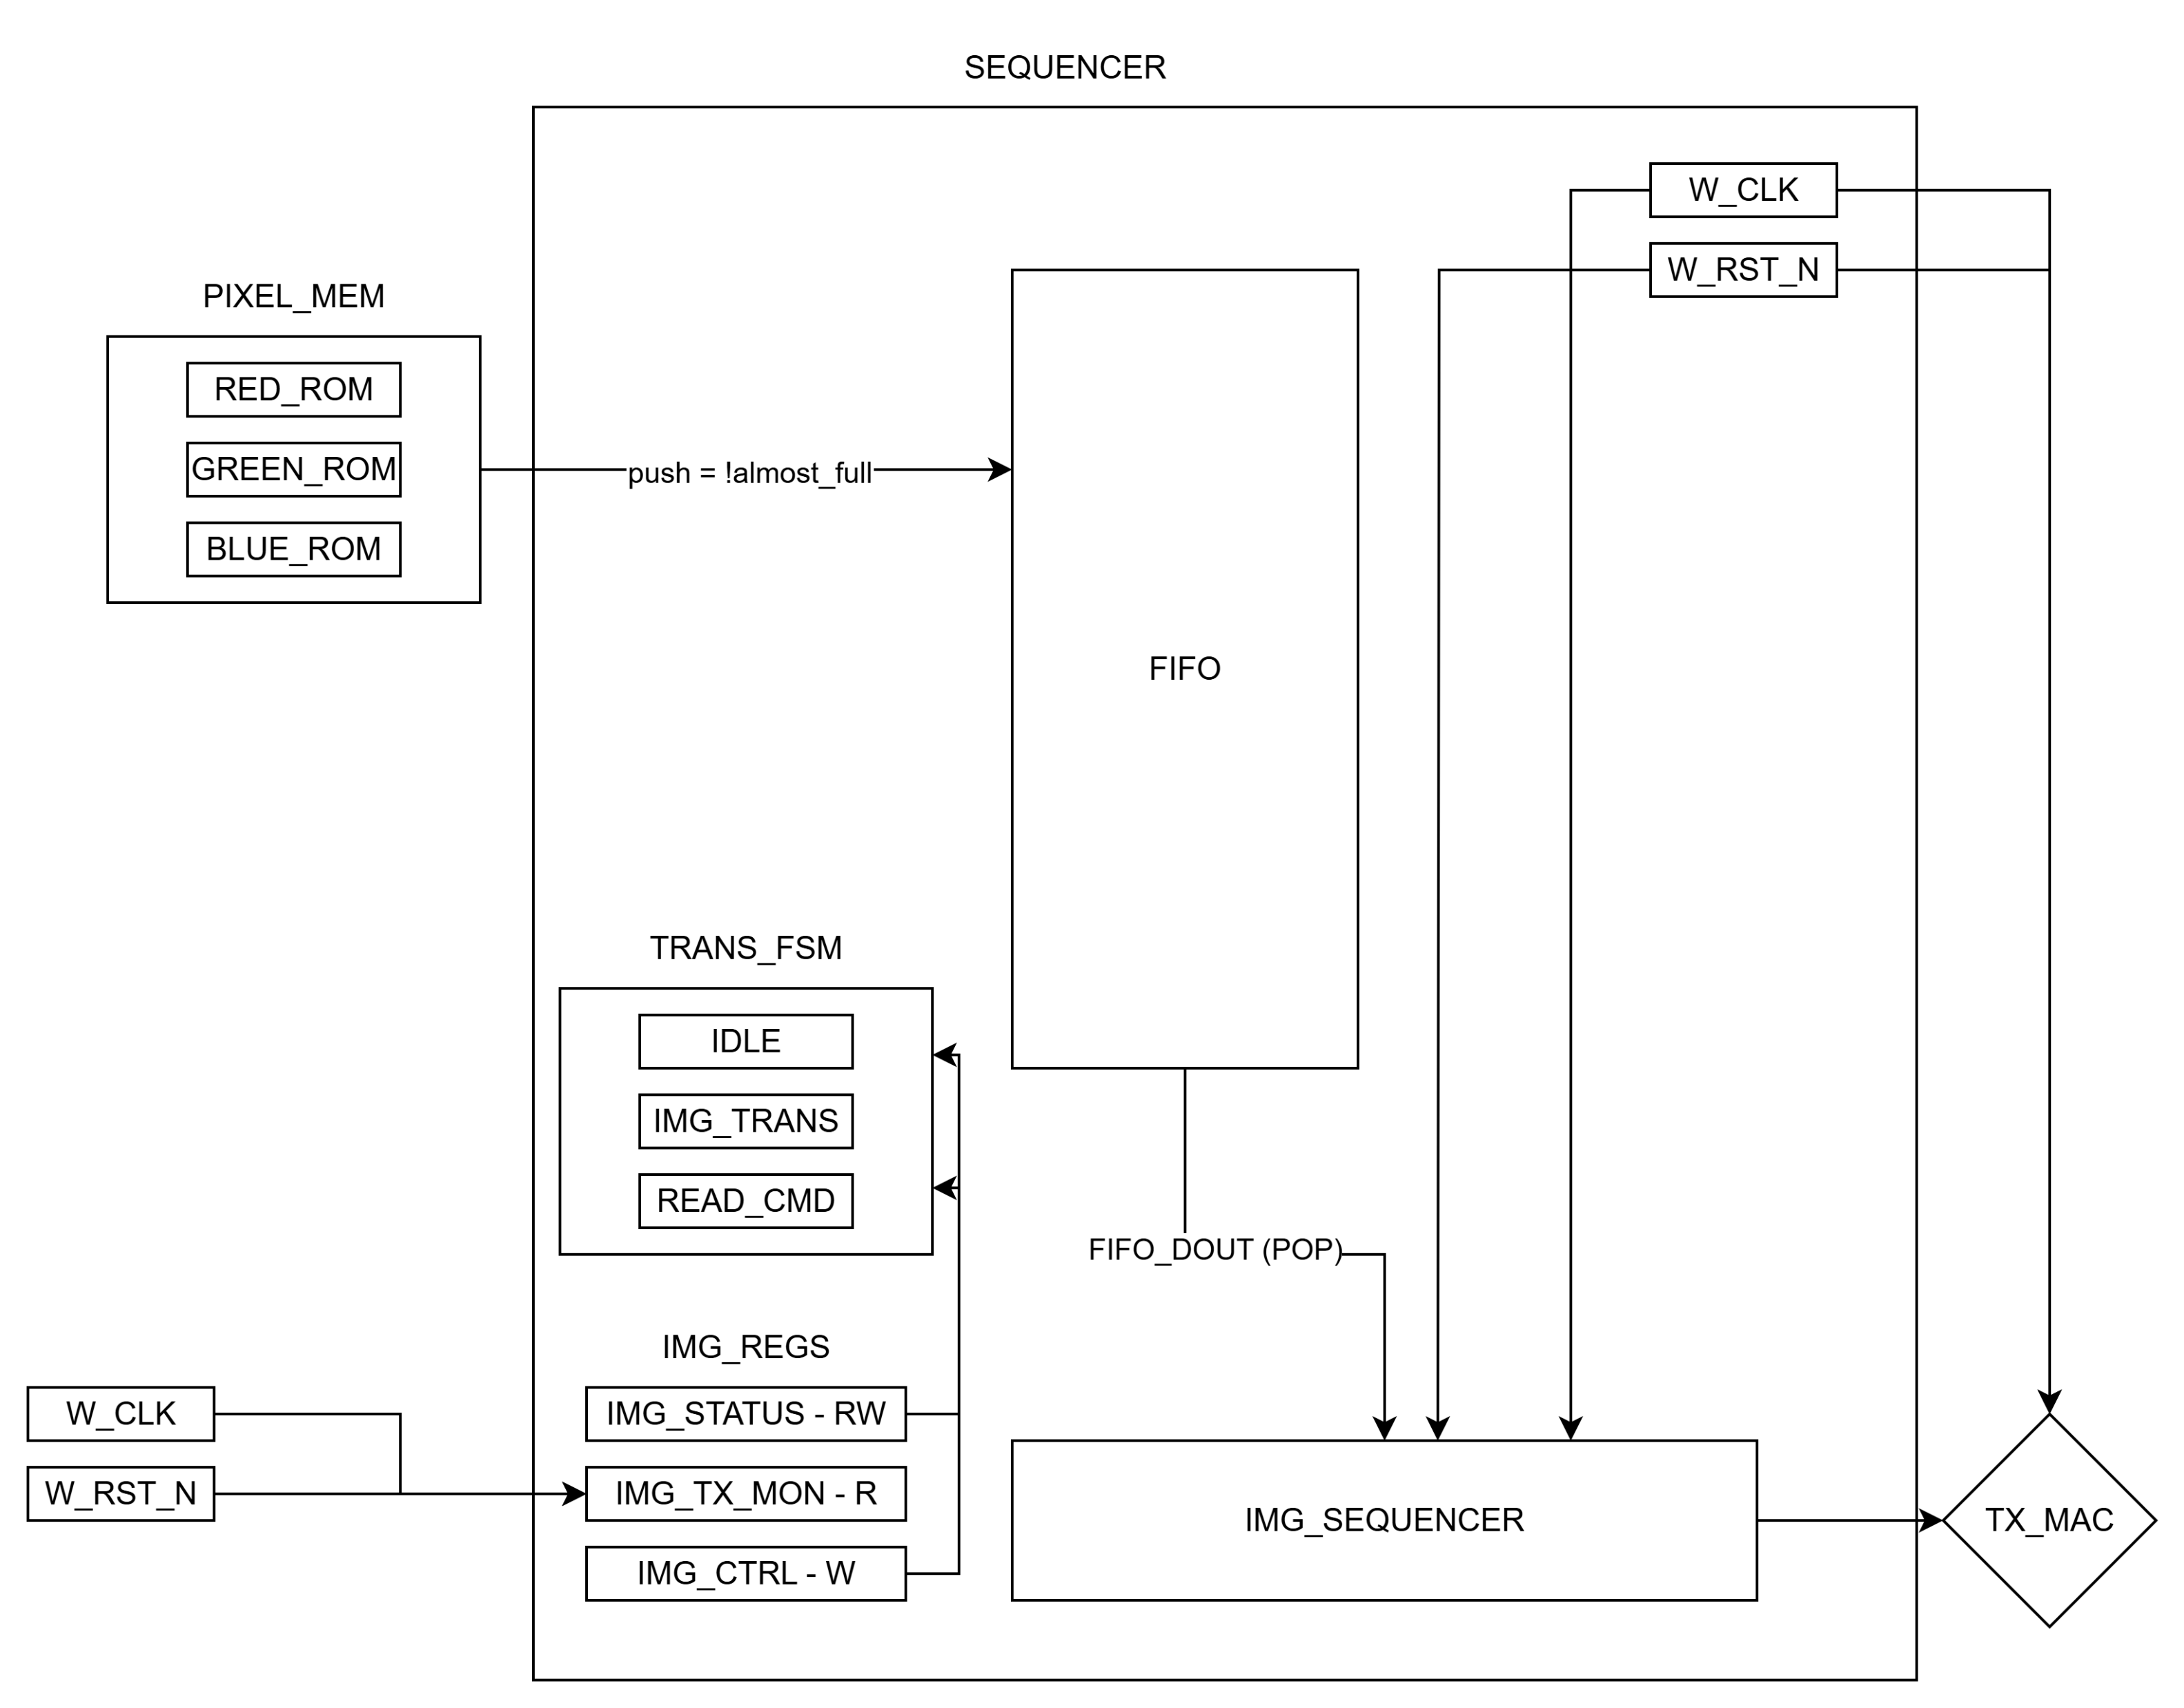 SEQUENCER
W_CLK
W_RST_N
PIXEL_MEM
RED_ROM
GREEN_ROM
BLUE_ROM
push = !almost_full
FIFO
TRANS_FSM
IDLE
IMG_TRANS
READ_CMD
FIFO_DOUT (POP)
IMG_REGS
W_CLK
W_RST_N
IMG_STATUS - RW
IMG_TX_MON - R
IMG_CTRL - W
IMG_SEQUENCER
TX_MAC